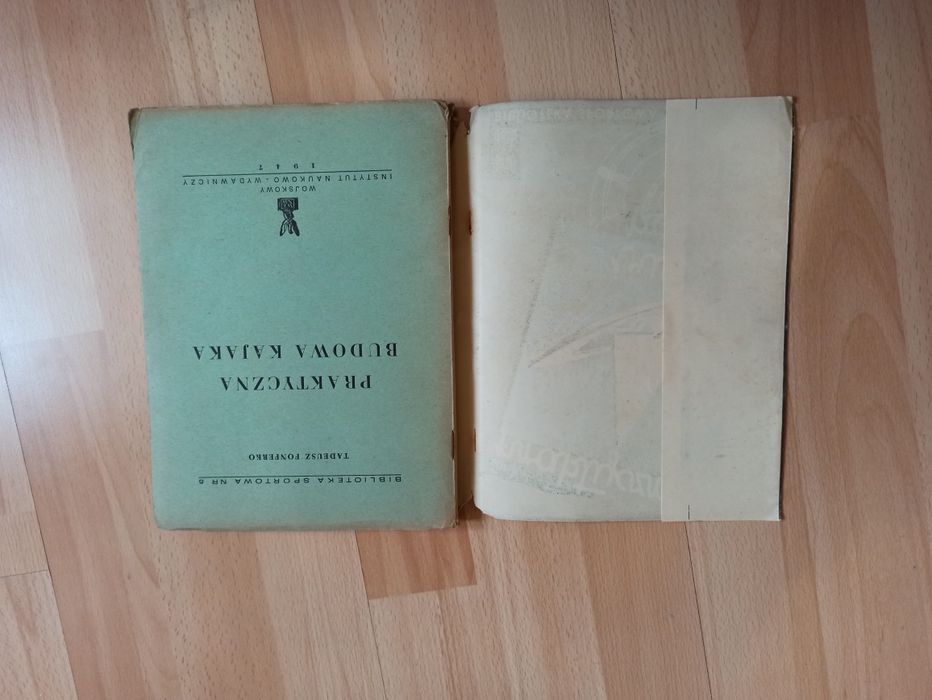 BIBLIOTEKA SPORTOWA NR 5
TADEUSZ FONFERKO
PRAKTYCZNA
BUDOWA KAJAKA
WOJSKOWY
INSTYTUT NAUKOWO - WYDAWNICZY
1947